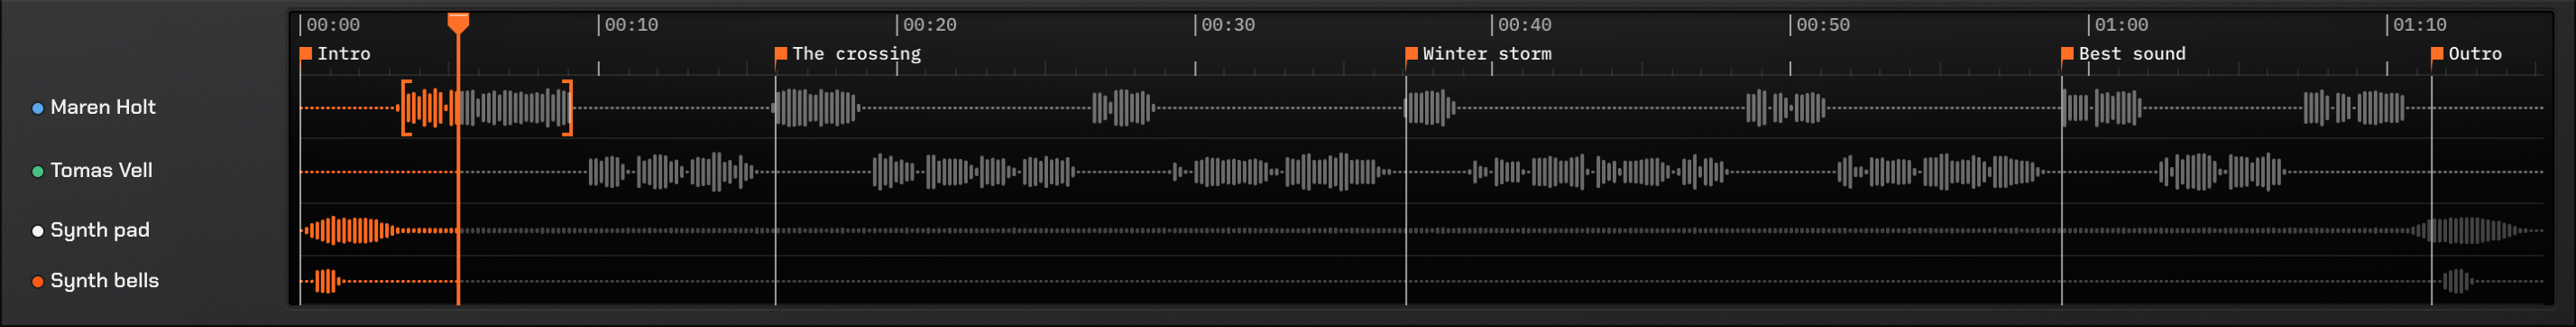 00:00 00:10 00:20 00:30 00:40 00:50 01:00 01:10
Intro The crossing Winter storm Best sound Outro
Maren Holt
Tomas Vell
Synth pad
Synth bells